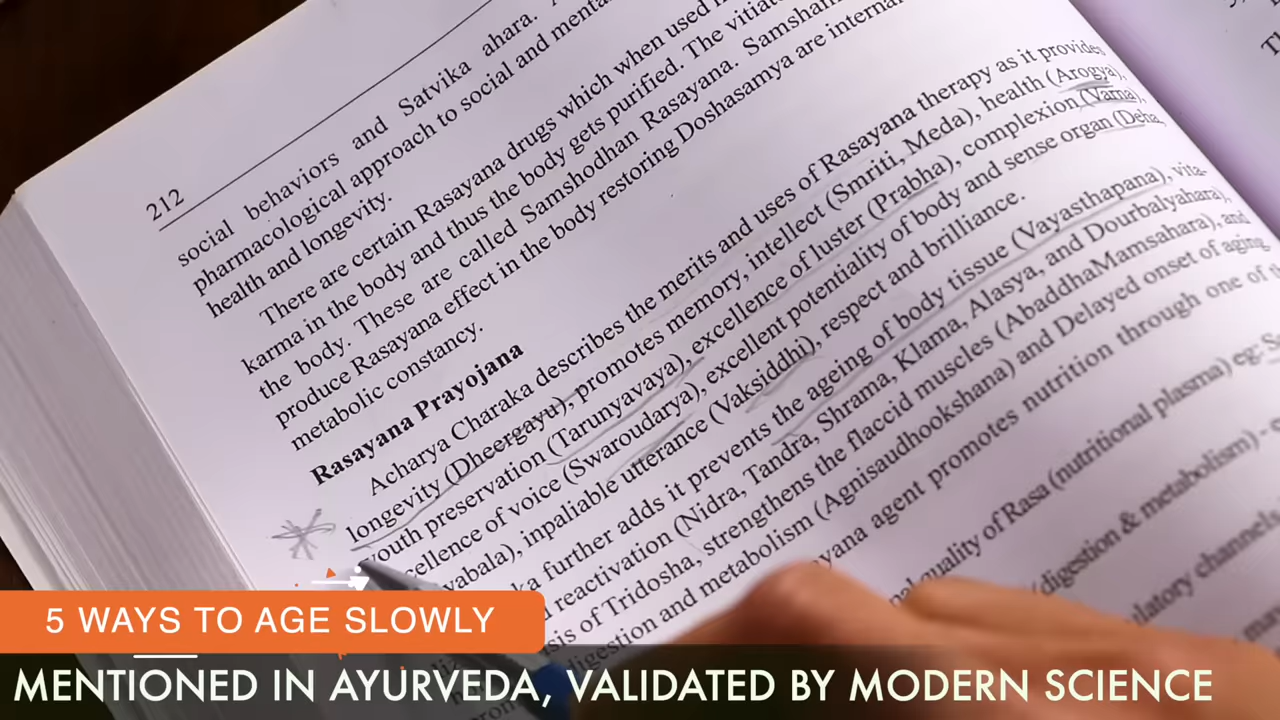 212
social behaviors and Satvika ahara.
pharmacological approach to social and mental
health and longevity.
There are certain Rasayana drugs which when used
karma in the body and thus the body gets purified. The
the body. These are called Samshodhan Rasayana.
produce Rasayana effect in the body restoring Doshasamya are internal
metabolic constancy.
Rasayana Prayojana
Acharya Charaka describes the merits and uses of Rasayana therapy as it provides
longevity (Dheergayu), promotes memory, intellect (Smriti, Meda), health (Arogya),
youth preservation (Tarunyavaya), excellence of luster (Prabha), complexion (Varna),
excellence of voice (Swaroudarya), excellent potentiality of body and sense organ (Deha,
inpaliable utterance (Vaksiddhi), respect and brilliance.
further adds it prevents the ageing of body tissue (Vayasthapana), vita-
reactivation (Nidra, Tandra, Shrama, Klama, Alasya, and Dourbalyahara),
of Tridosha, strengthens the flaccid muscles (AbaddhaMamsahara), and
digestion and metabolism (Agnisaudhookshana) and Delayed onset of aging
agent promotes nutrition through one of
quality of Rasa (nutritional plasma) eg:
(digestion & metabolism) -
channels
5 WAYS TO AGE SLOWLY
MENTIONED IN AYURVEDA, VALIDATED BY MODERN SCIENCE